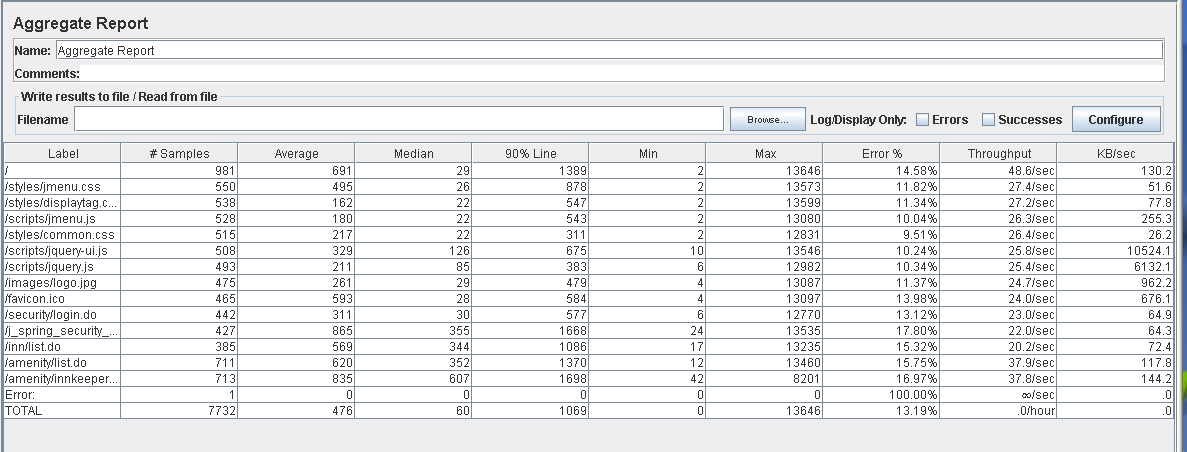 Aggregate Report
Name: Aggregate Report
Comments:
Write results to file / Read from file
Filename Browse... Log/Display Only: Errors Successes Configure
Label # Samples Average Median 90% Line Min Max Error % Throughput KB/sec
/ 981 691 29 1389 2 13646 14.58% 48.6/sec 130.2
/styles/jmenu.css 550 495 26 878 2 13573 11.82% 27.4/sec 51.6
/styles/displaytag.c... 538 162 22 547 2 13599 11.34% 27.2/sec 77.8
/scripts/jmenu.js 528 180 22 543 2 13080 10.04% 26.3/sec 255.3
/styles/common.css 515 217 22 311 2 12831 9.51% 26.4/sec 26.2
/scripts/jquery-ui.js 508 329 126 675 10 13546 10.24% 25.8/sec 10524.1
/scripts/jquery.js 493 211 85 383 6 12982 10.34% 25.4/sec 6132.1
/images/logo.jpg 475 261 29 479 4 13087 11.37% 24.7/sec 962.2
/favicon.ico 465 593 28 584 4 13097 13.98% 24.0/sec 676.1
/security/login.do 442 311 30 577 6 12770 13.12% 23.0/sec 64.9
/j_spring_security_... 427 865 355 1668 24 13535 17.80% 22.0/sec 64.3
/inn/list.do 385 569 344 1086 17 13235 15.32% 20.2/sec 72.4
/amenity/list.do 711 620 352 1370 12 13460 15.75% 37.9/sec 117.8
/amenity/innkeeper... 713 835 607 1698 42 8201 16.97% 37.8/sec 144.2
Error: 1 0 0 0 0 0 100.00% ∞/sec .0
TOTAL 7732 476 60 1069 0 13646 13.19% .0/hour .0